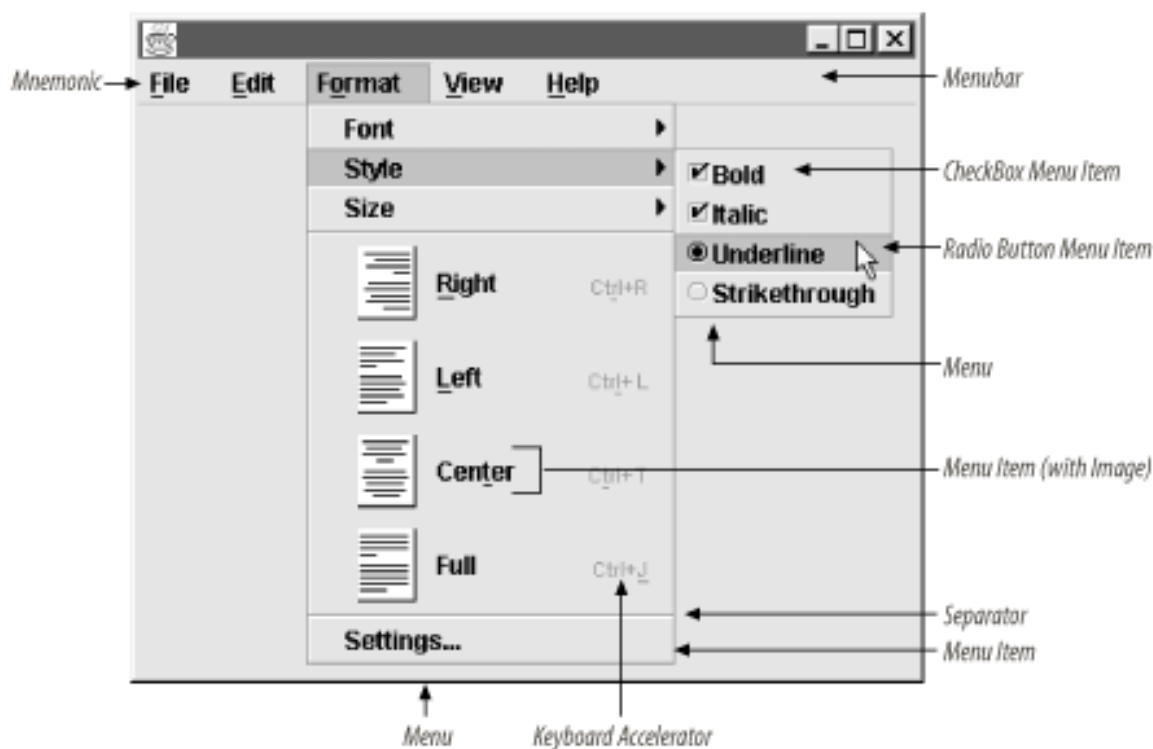 Mnemonic File Edit Format View Help Menubar
Font
Style Bold CheckBox Menu Item
Size Italic
Underline Radio Button Menu Item
Right Ctrl+R Strikethrough
Menu
Left Ctrl+L
Center Ctrl+T Menu Item (with Image)
Full Ctrl+J
Separator
Settings... Menu Item
Menu Keyboard Accelerator